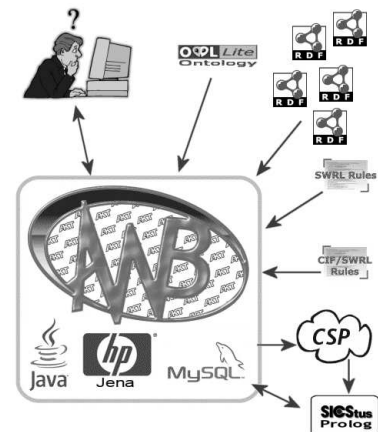 ?
OWL Lite
Ontology
RDF
RDF
RDF
RDF
RDF
SWRL Rules
CIF/SWRL
Rules
AWB
Java
hp
Jena
MySQL
CSP
SICStus
Prolog